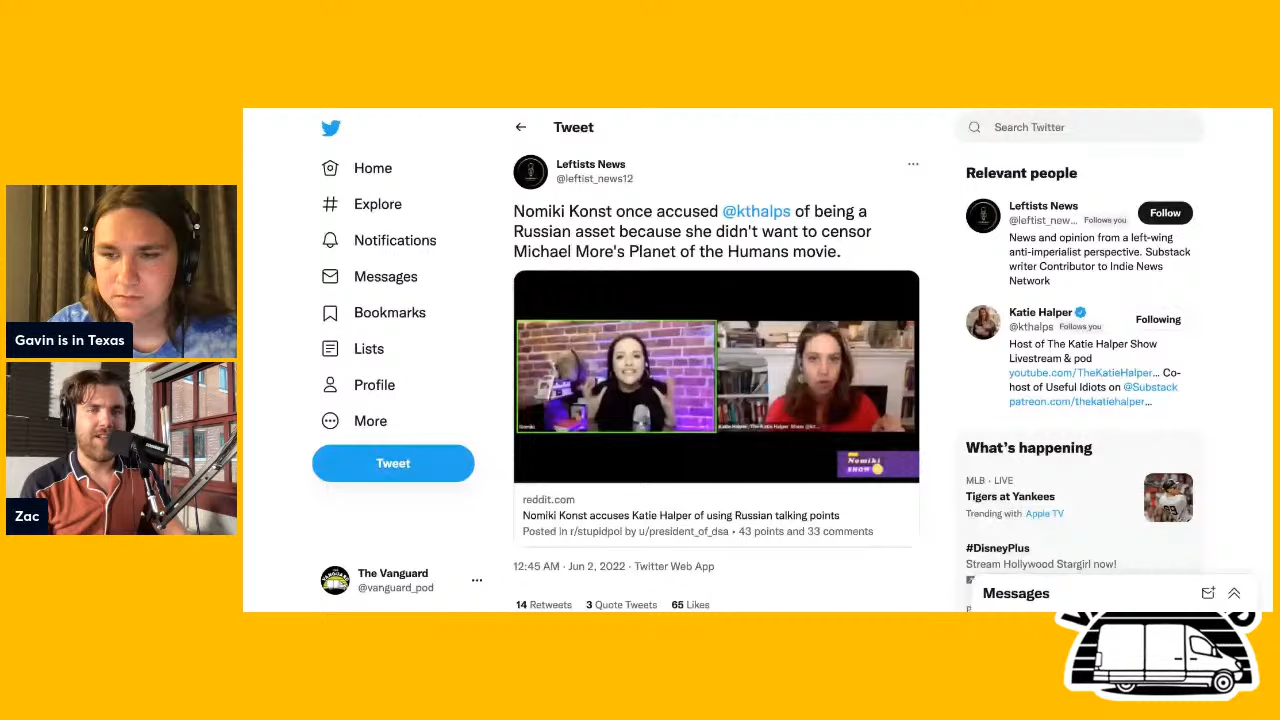 Tweet
Search Twitter
Leftists News
@leftist_news12
Nomiki Konst once accused @kthalps of being a
Russian asset because she didn't want to censor
Michael More's Planet of the Humans movie.
Nomiki
SHOW
reddit.com
Nomiki Konst accuses Katie Halper of using Russian talking points
Posted in r/stupidpol by u/president_of_dsa • 43 points and 33 comments
12:45 AM · Jun 2, 2022 · Twitter Web App
14 Retweets 3 Quote Tweets 65 Likes
Home
Explore
Notifications
Messages
Bookmarks
Lists
Profile
More
Tweet
The Vanguard
@vanguard_pod
Relevant people
Leftists News
@leftist_new... Follows you
Follow
News and opinion from a left-wing
anti-imperialist perspective. Substack
writer Contributor to Indie News
Network
Katie Halper
@kthalps Follows you
Following
Host of The Katie Halper Show
Livestream & pod
youtube.com/TheKatieHalper… Co-
host of Useful Idiots on @Substack
patreon.com/thekatiehalper…
What's happening
MLB · LIVE
Tigers at Yankees
Trending with Apple TV
#DisneyPlus
Stream Hollywood Stargirl now!
Messages
Gavin is in Texas
Zac